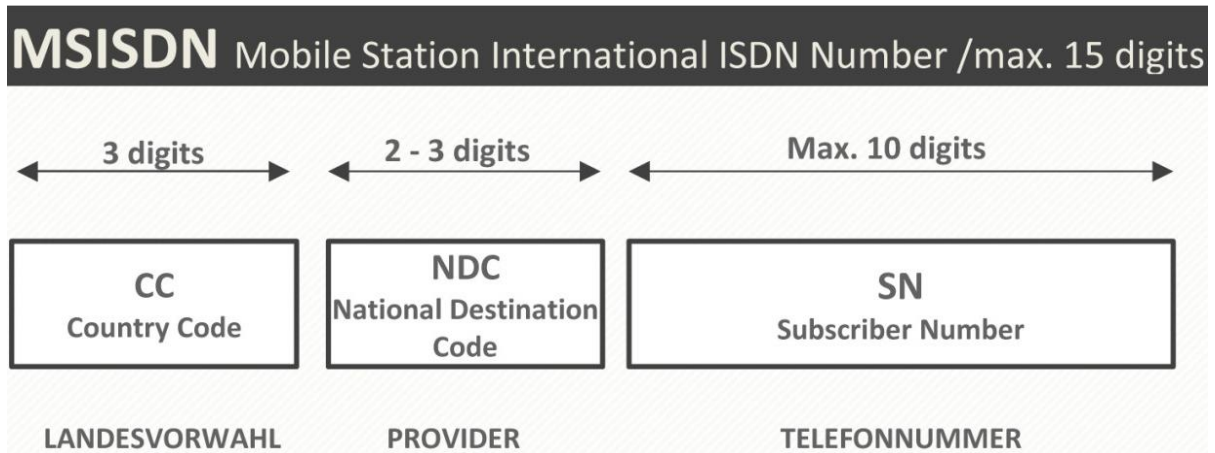 MSISDN Mobile Station International ISDN Number /max. 15 digits
3 digits
2 - 3 digits
Max. 10 digits
CC
Country Code
NDC
National Destination
Code
SN
Subscriber Number
LANDESVORWAHL
PROVIDER
TELEFONNUMMER